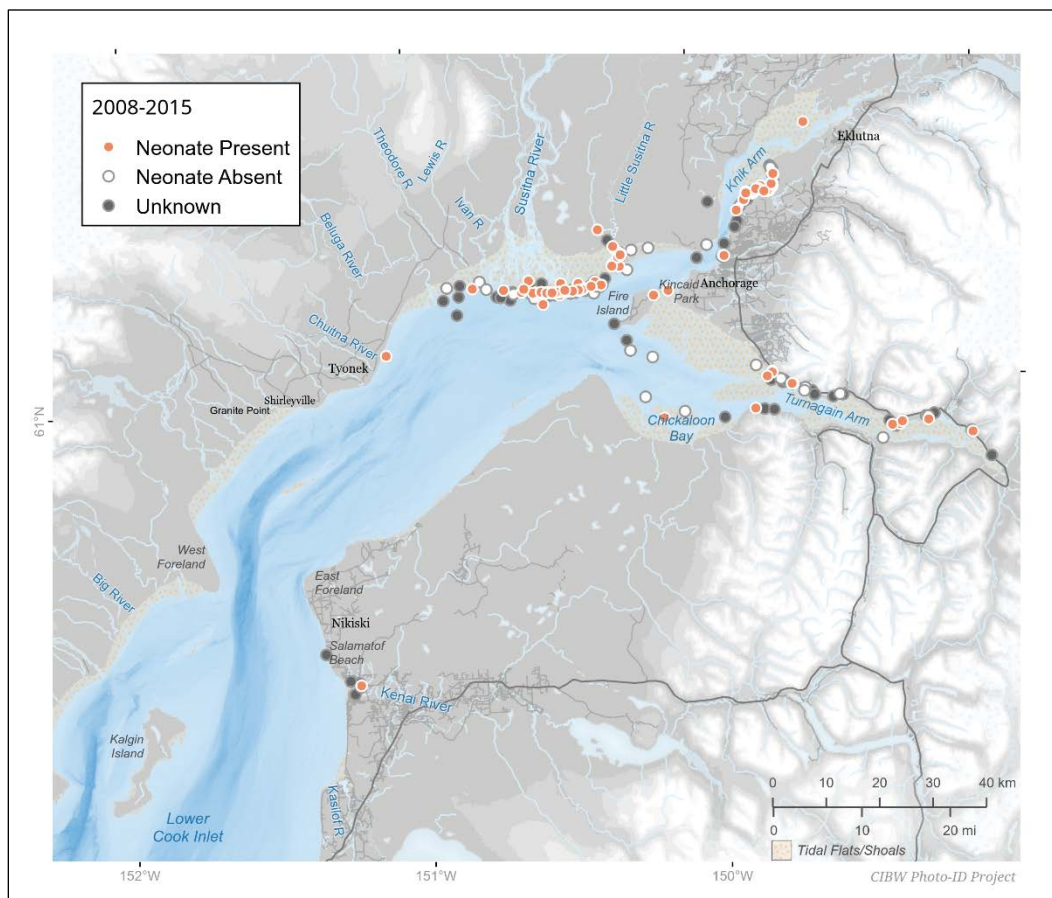 2008-2015
Neonate Present
Neonate Absent
Unknown
Theodore R
Lewis R
Ivan R
Susitna River
Little Susitna R
Beluga River
Knik Arm
Eklutna
Chuitna River
Tyonek
Shirleyville
Granite Point
Fire
Island
Kincaid
Park
Anchorage
Chickaloon
Bay
Turnagain Arm
61°N
West
Foreland
East
Foreland
Big River
Nikiski
Salamatof
Beach
Kenai River
Kalgin
Island
Lower
Cook Inlet
Kasilof R
0 10 20 30 40 km
0 10 20 mi
Tidal Flats/Shoals
152°W 151°W 150°W
CIBW Photo-ID Project